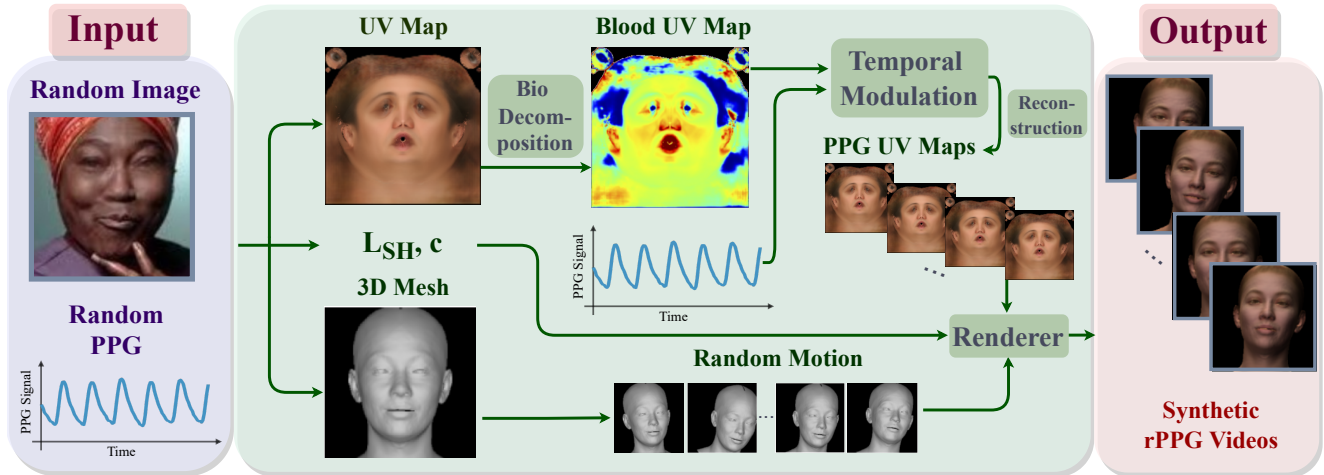 Input
Random Image
Random
PPG
PPG Signal
Time
UV Map
Bio
Decom-
position
Blood UV Map
Temporal
Modulation
Recon-
struction
PPG UV Maps
L_SH, c
3D Mesh
PPG Signal
Time
Random Motion
Renderer
Output
Synthetic
rPPG Videos